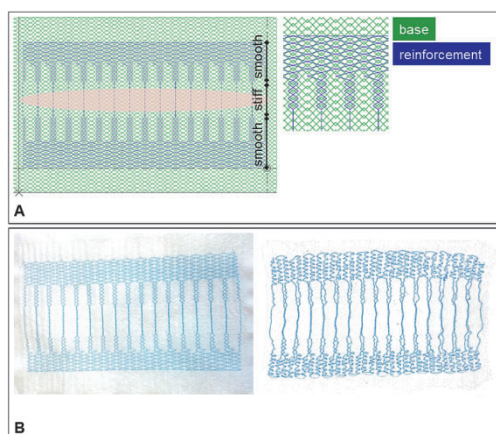 base
reinforcement
smooth
stiff
smooth
A
B